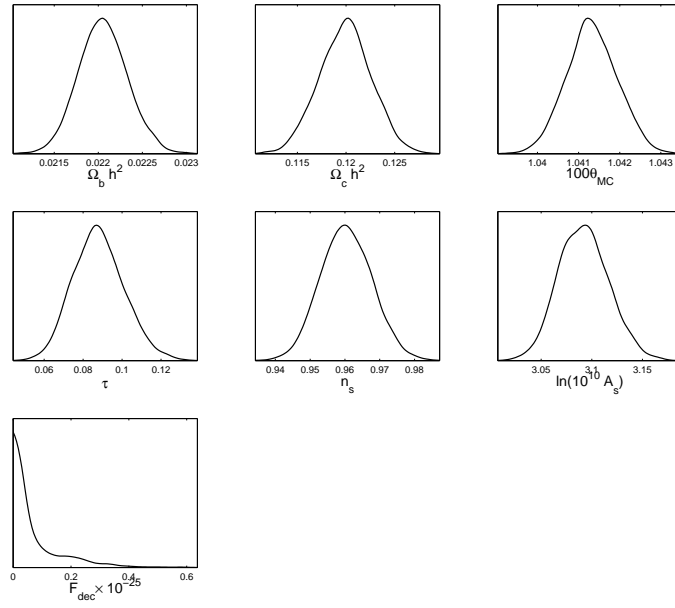 0.0215 0.022 0.0225 0.023
Ω_b h^2
0.115 0.12 0.125
Ω_c h^2
1.04 1.041 1.042 1.043
100θ_MC
0.06 0.08 0.1 0.12
τ
0.94 0.95 0.96 0.97 0.98
n_s
3.05 3.1 3.15
ln(10^10 A_s)
0 0.2 0.4 0.6
F_dec × 10^-25